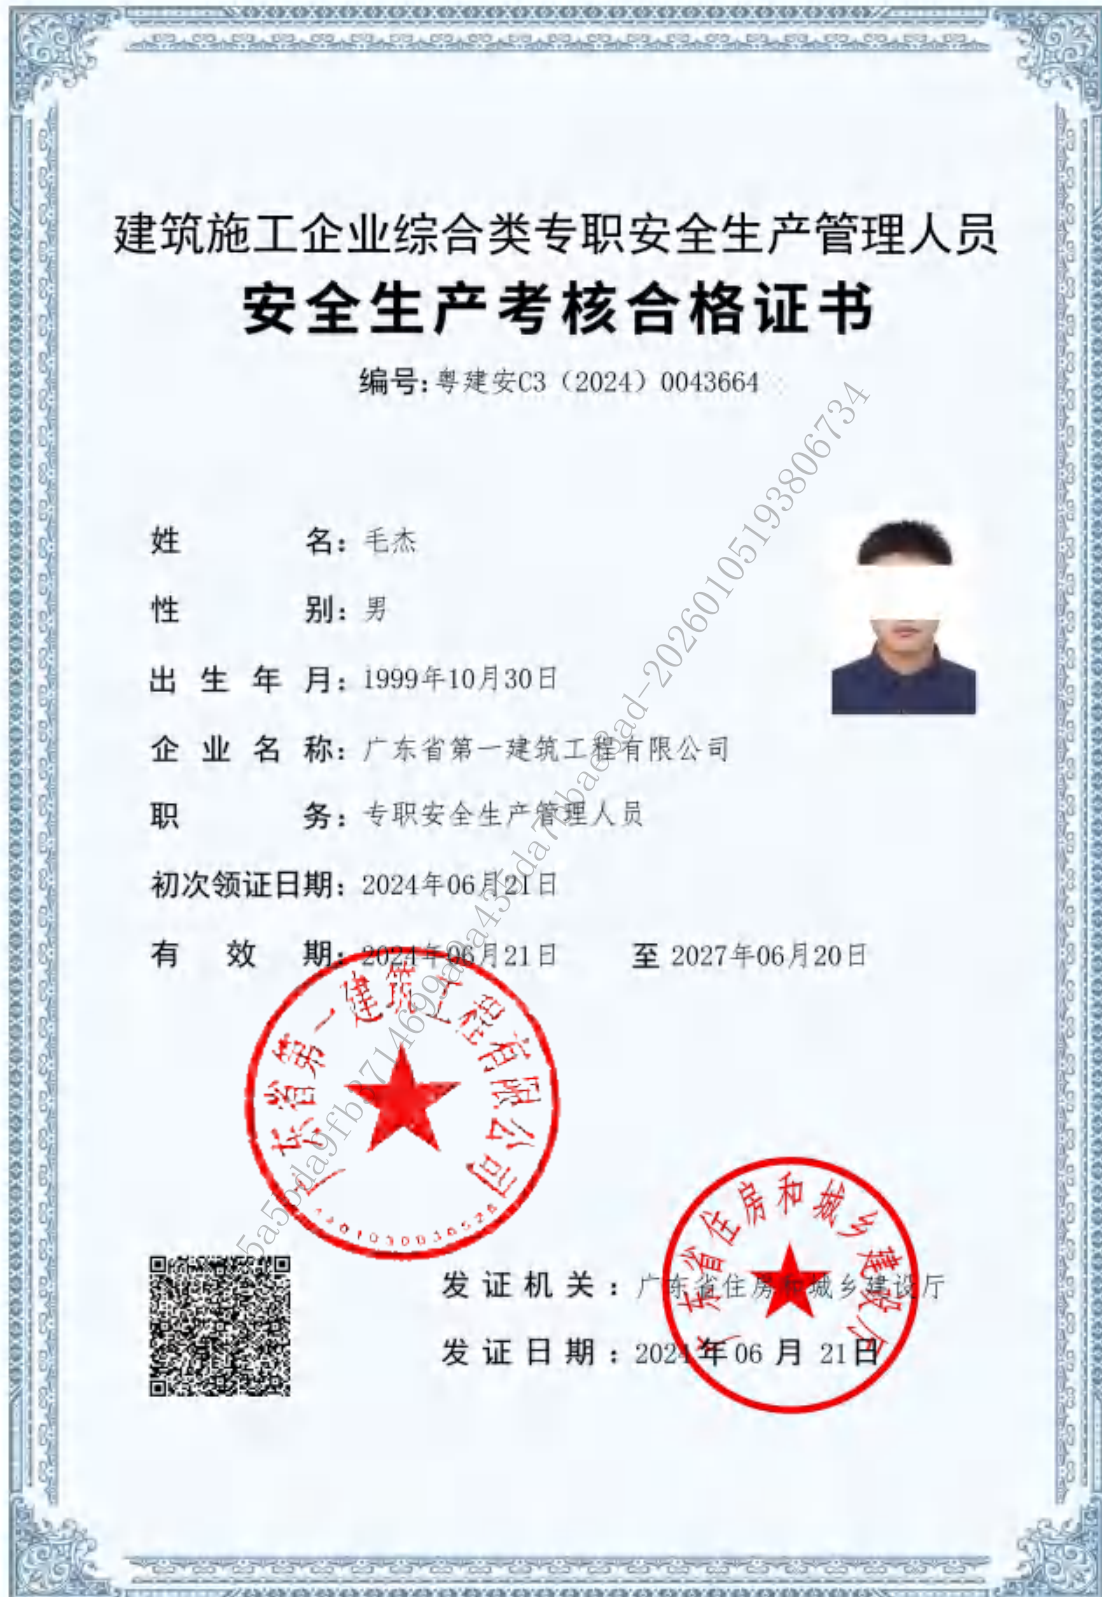 建筑施工企业综合类专职安全生产管理人员
安全生产考核合格证书
编号:粤建安C3（2024）0043664
姓名：毛杰
性别：男
出生年月：1999年10月30日
企业名称：广东省第一建筑工程有限公司
职务：专职安全生产管理人员
初次领证日期：2024年06月21日
有效期：2024年06月21日 至 2027年06月20日
广东省第一建筑工程有限公司
广东省住房和城乡建设厅
发证机关：广东省住房和城乡建设厅
发证日期：2024年06月21日